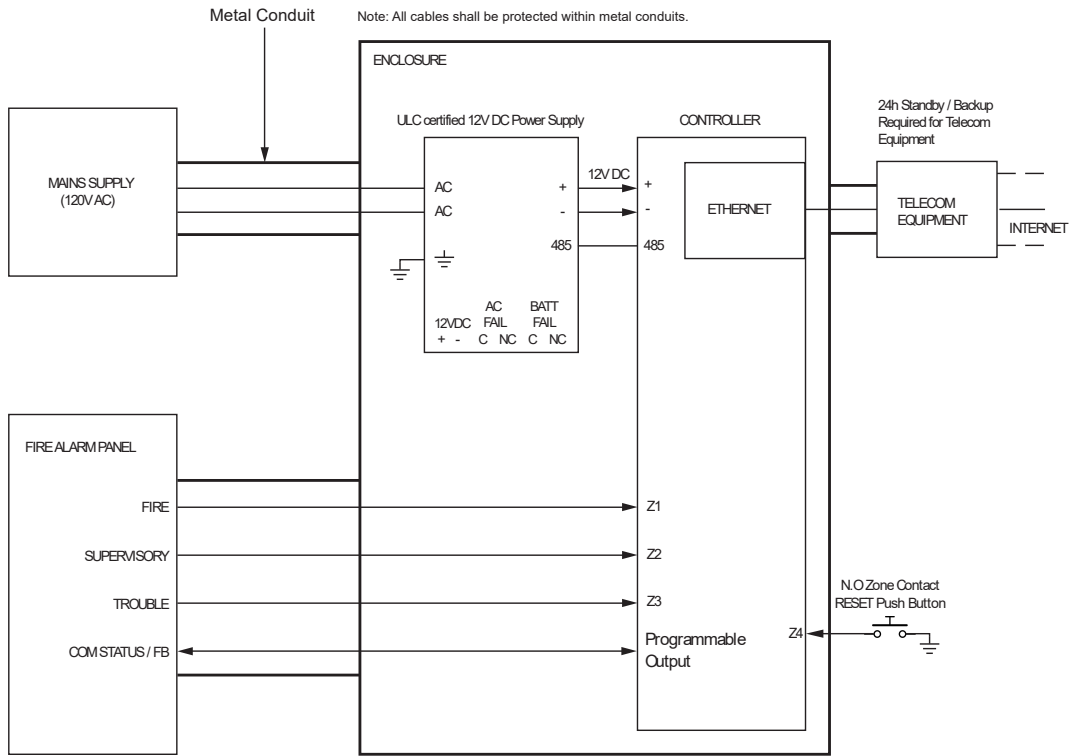 Metal Conduit
Note: All cables shall be protected within metal conduits.
ENCLOSURE
MAINS SUPPLY
(120V AC)
ULC certified 12V DC Power Supply
AC
AC
+
-
485
12VDC
+ -
AC
FAIL
C NC
BATT
FAIL
C NC
12V DC
CONTROLLER
+
-
485
ETHERNET
24h Standby / Backup
Required for Telecom
Equipment
TELECOM
EQUIPMENT
INTERNET
FIRE ALARM PANEL
FIRE
SUPERVISORY
TROUBLE
COM STATUS / FB
Z1
Z2
Z3
Programmable
Output
Z4
N.O Zone Contact
RESET Push Button